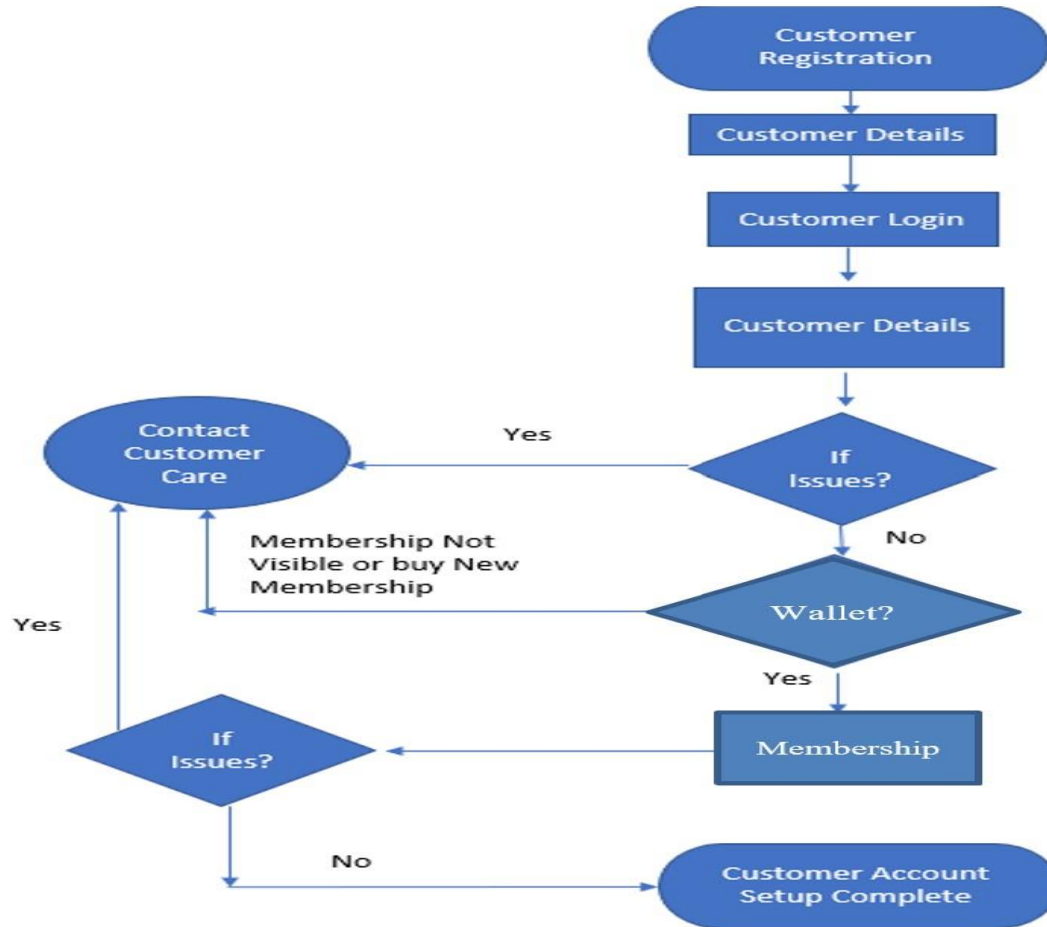 Customer
Registration
Customer Details
Customer Login
Customer Details
If
Issues?
Yes
Contact
Customer
Care
No
Wallet?
Membership Not
Visible or buy New
Membership
Yes
Membership
If
Issues?
Yes
No
Customer Account
Setup Complete